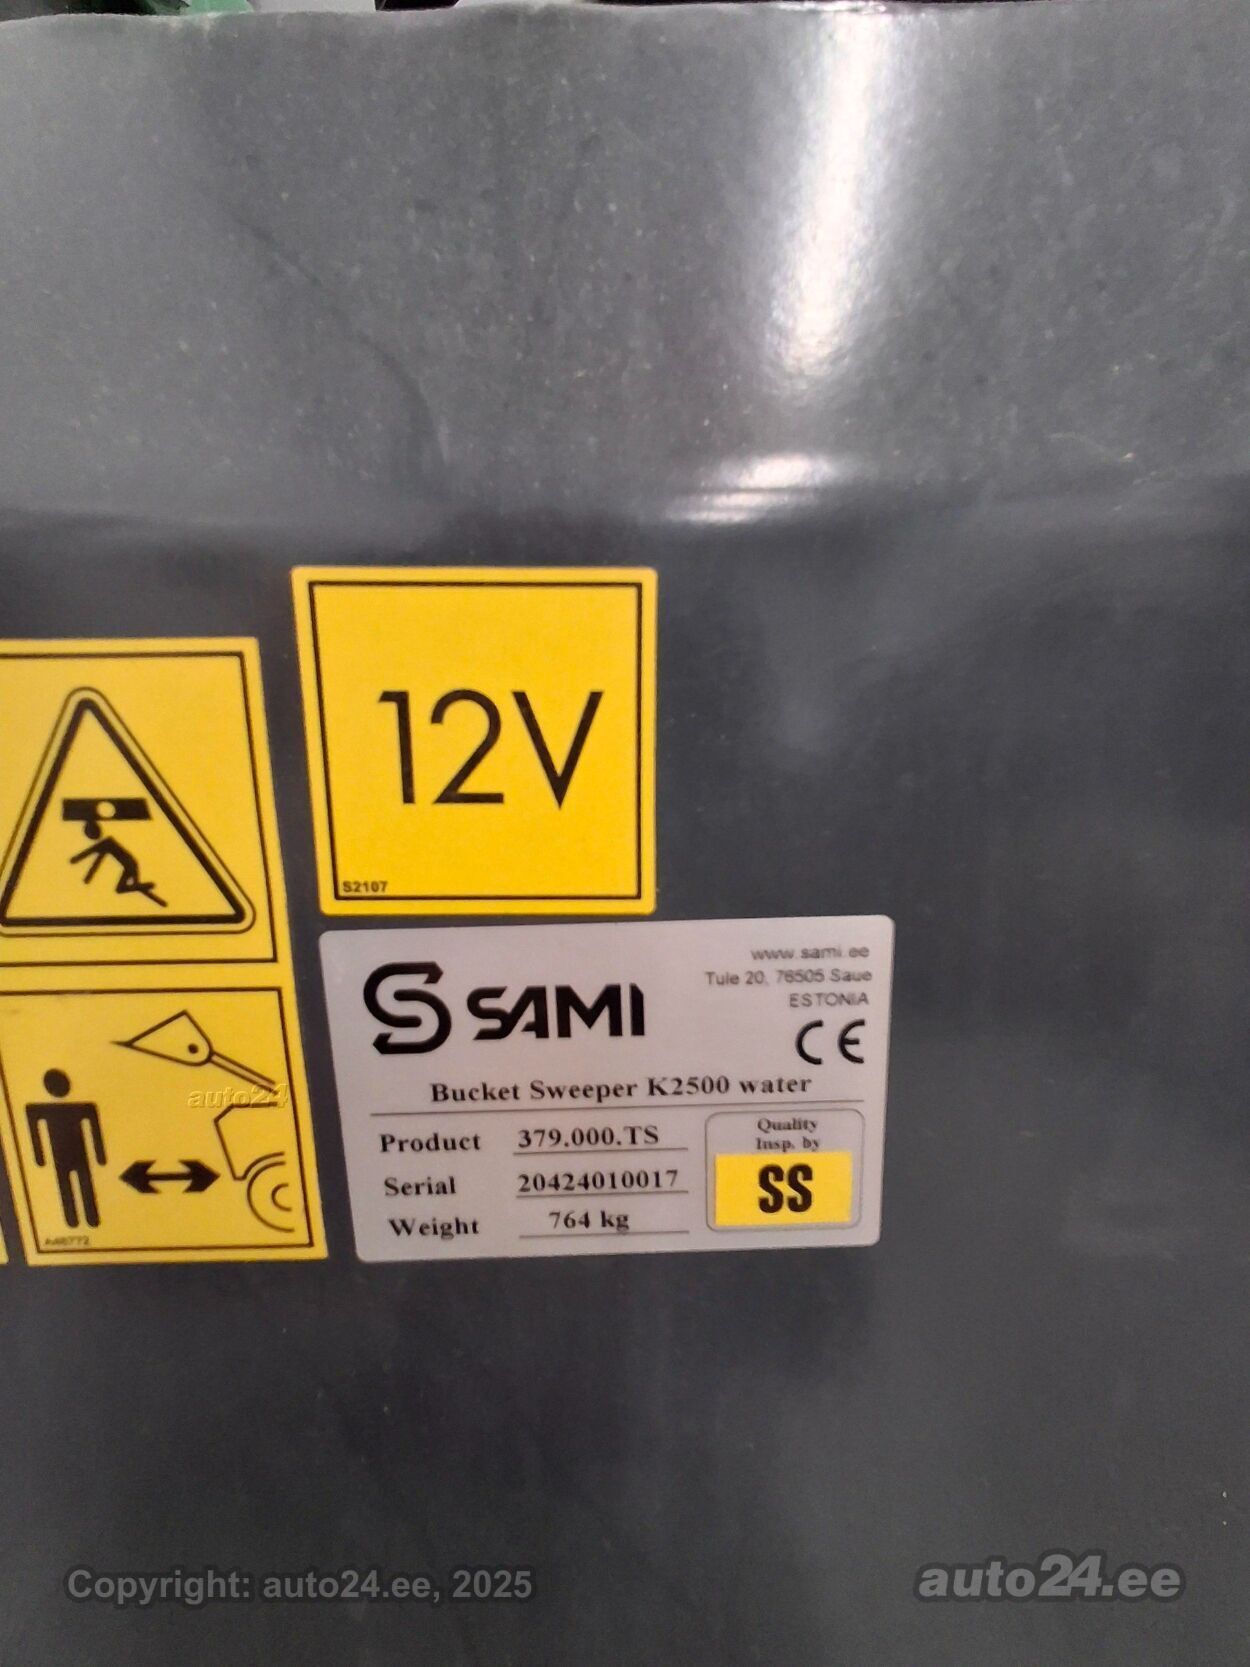 12V
S2107
SAMI
www.sami.ee
Tule 20, 76505 Saue
ESTONIA
CE
Bucket Sweeper K2500 water
Product 379.000.TS
Serial 20424010017
Weight 764 kg
Quality
Insp. by
SS
auto24
Copyright: auto24.ee, 2025
auto24.ee